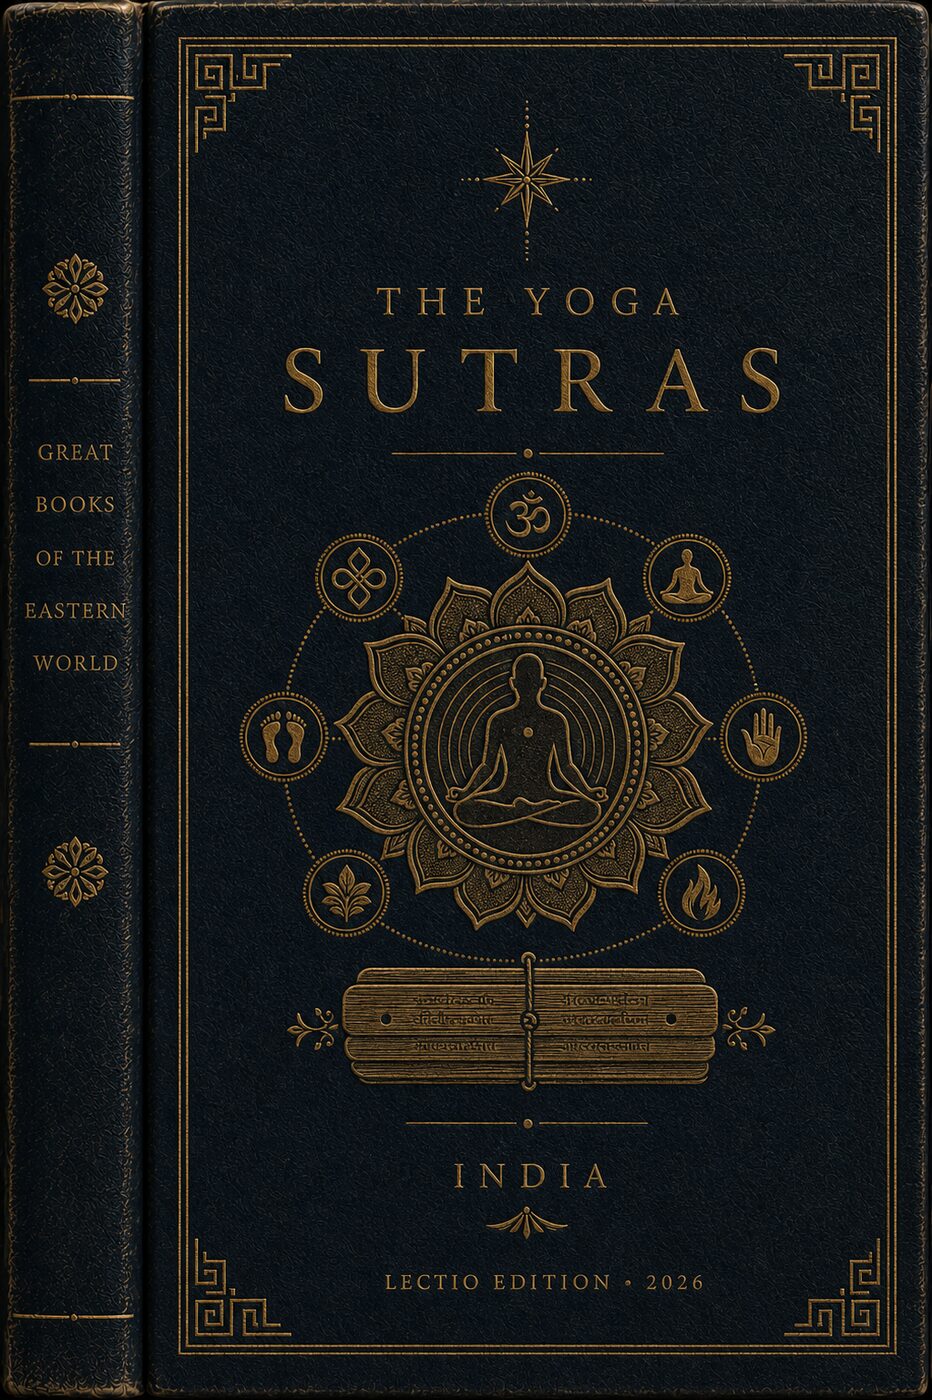 GREAT
BOOKS
OF THE
EASTERN
WORLD
THE YOGA
SUTRAS
ॐ
INDIA
LECTIO EDITION • 2026